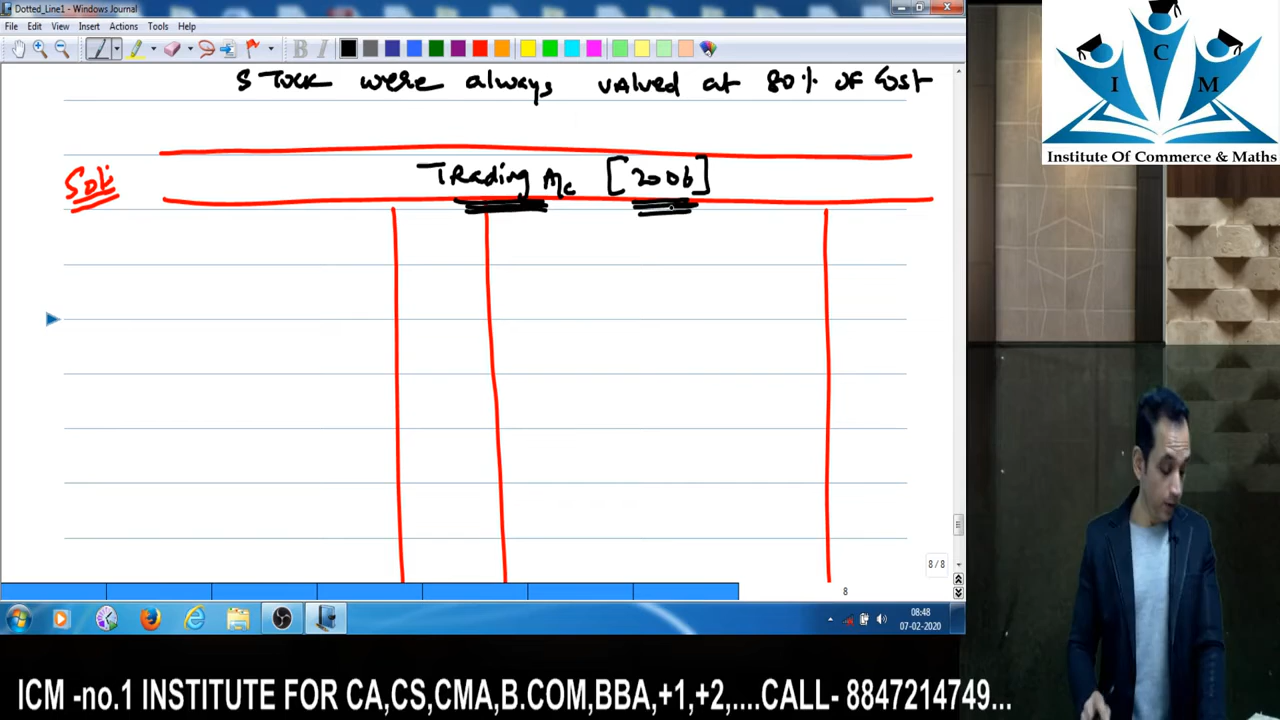 Dotted_Line1 - Windows Journal
File Edit View Insert Actions Tools Help
B I
STOCK were always valued at 80% of Cost
Sol:
Trading A/c [2006]
8/8
8
08:48
07-02-2020
I C M
Institute Of Commerce & Maths
ICM -no.1 INSTITUTE FOR CA,CS,CMA,B.COM,BBA,+1,+2,....CALL- 8847214749...